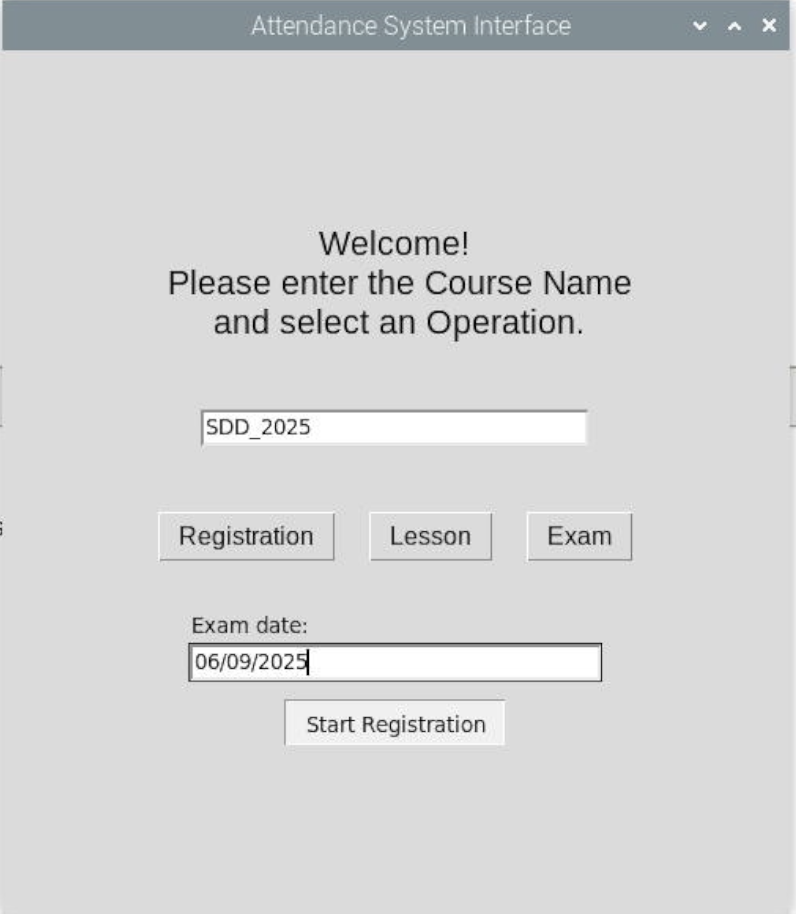 Attendance System Interface
Welcome!
Please enter the Course Name
and select an Operation.
SDD_2025
Registration Lesson Exam
Exam date:
06/09/2025
Start Registration